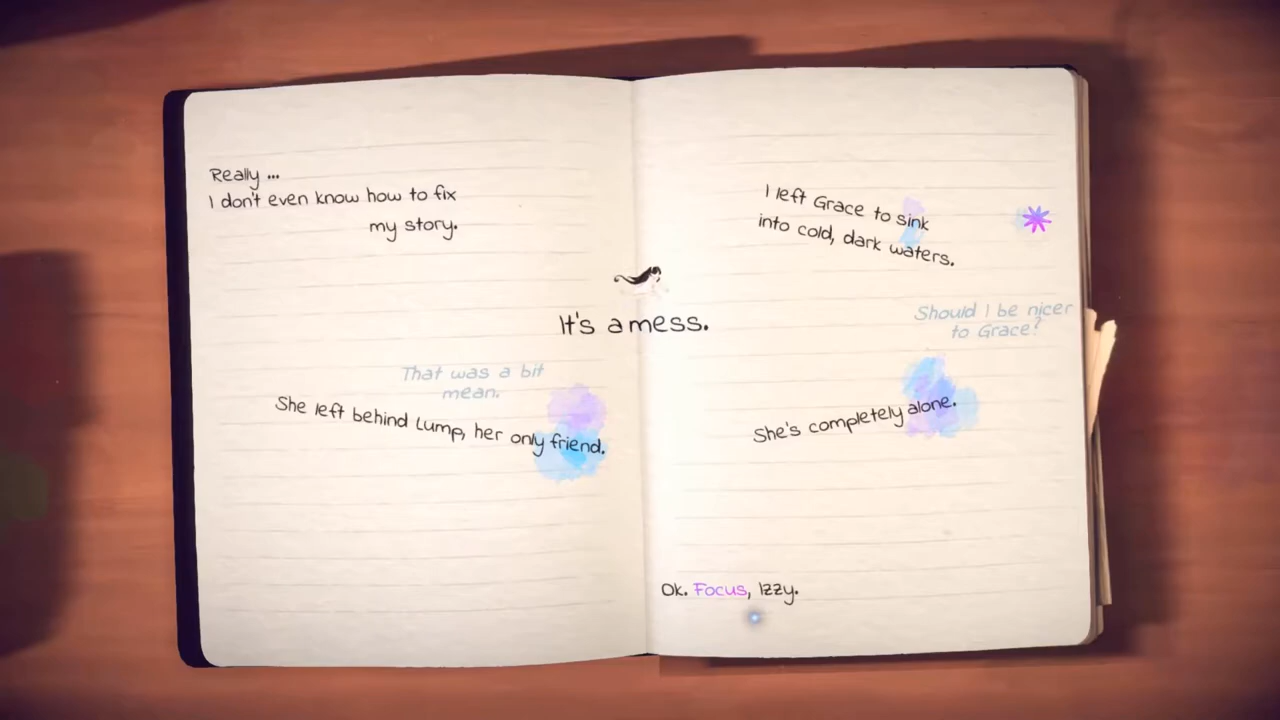 Really ...
I don't even know how to fix
my story.
It's a mess.
That was a bit
mean.
She left behind Lump, her only friend.
I left Grace to sink
into cold, dark waters.
Should I be nicer
to Grace?
She's completely alone.
Ok. Focus, Izzy.